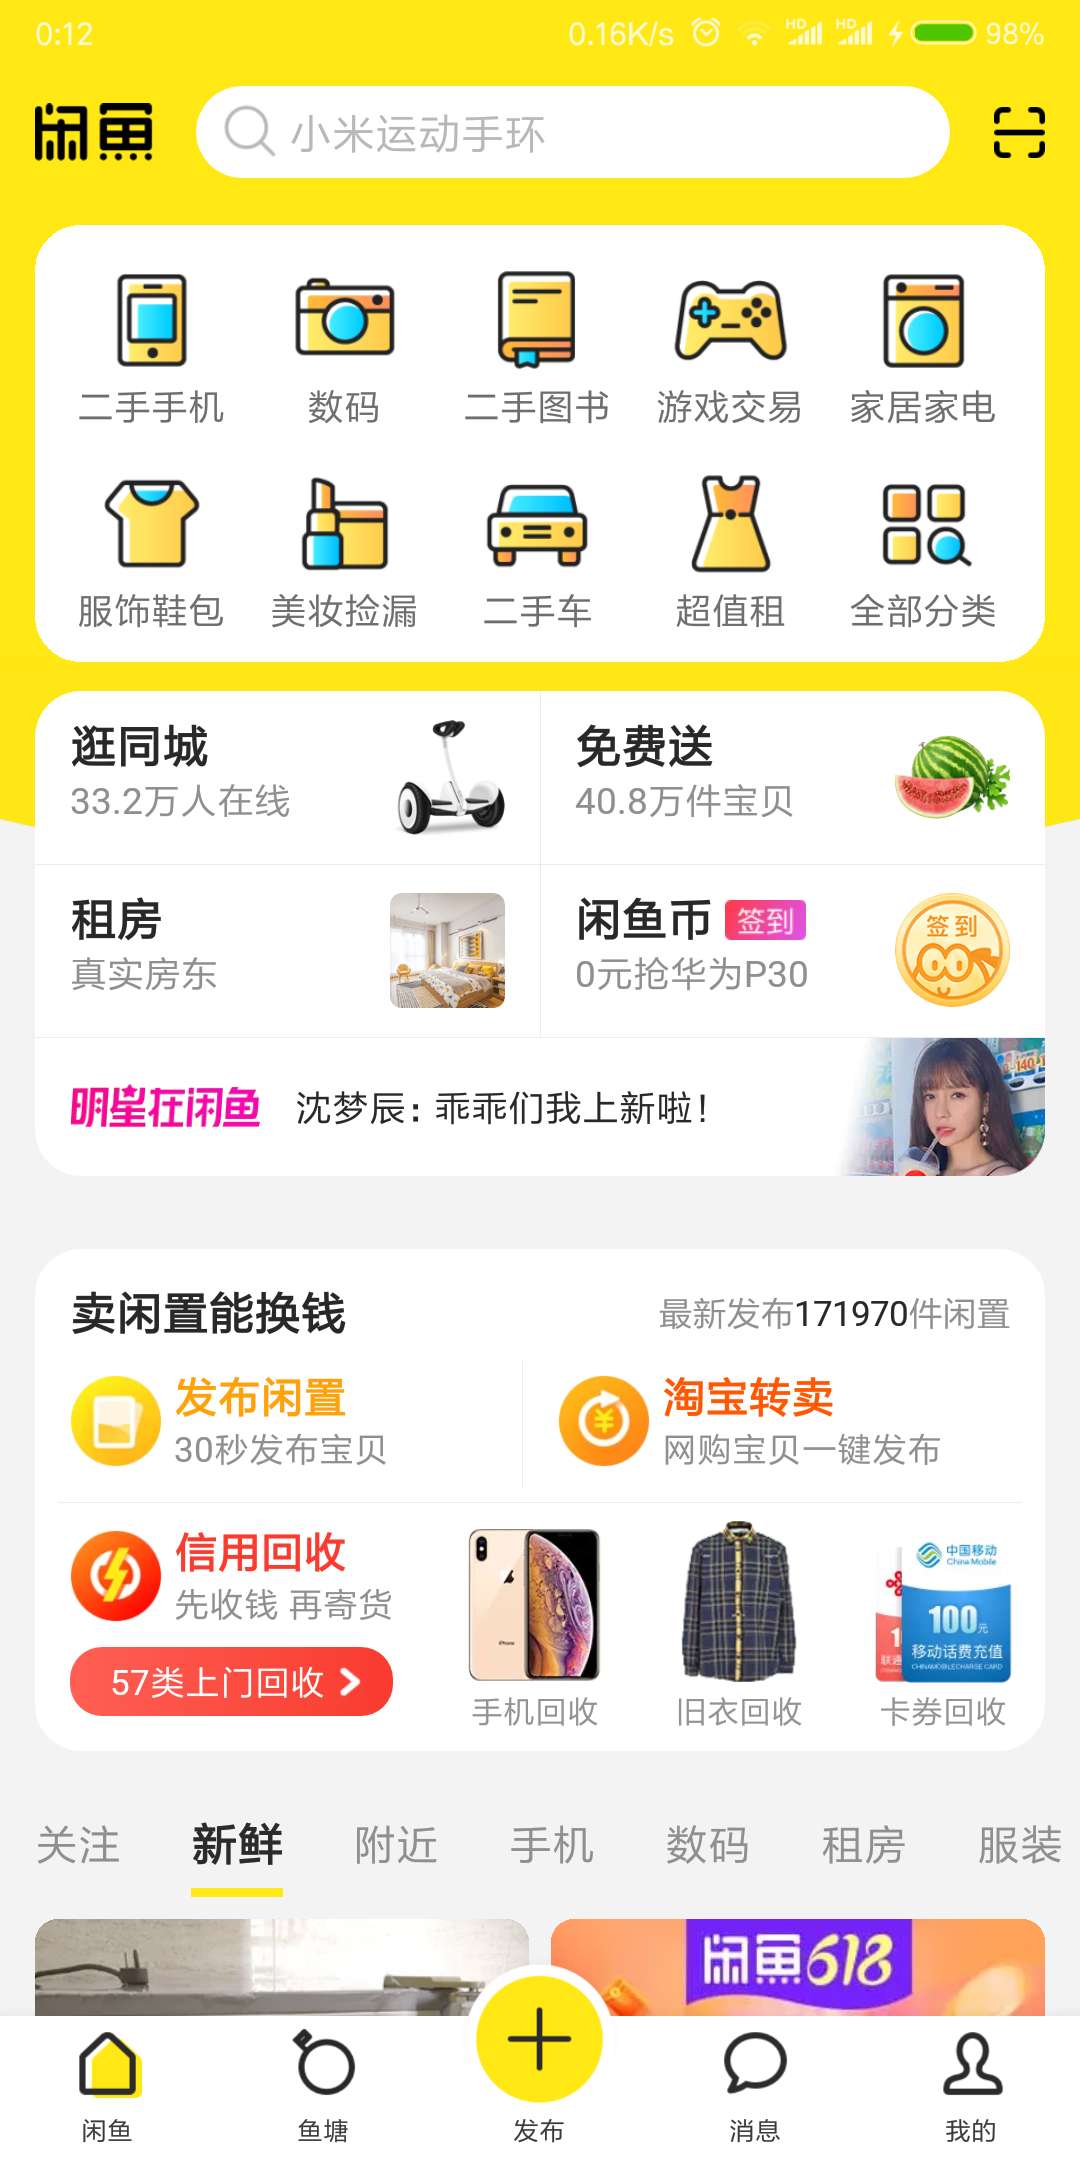 0:12 0.16K/s HD HD 98%
闲鱼 小米运动手环
二手手机 数码 二手图书 游戏交易 家居家电
服饰鞋包 美妆捡漏 二手车 超值租 全部分类
逛同城 免费送
33.2万人在线 40.8万件宝贝
租房 闲鱼币 签到 签到
真实房东 0元抢华为P30
明星在闲鱼 沈梦辰：乖乖们我上新啦！
卖闲置能换钱 最新发布171970件闲置
发布闲置 淘宝转卖
30秒发布宝贝 网购宝贝一键发布
信用回收
先收钱 再寄货
57类上门回收
iPhone
中国移动
China Mobile
100元
移动话费充值
CHINAMOBILECHARGE CARD
手机回收 旧衣回收 卡券回收
关注 新鲜 附近 手机 数码 租房 服装
闲鱼618
闲鱼 鱼塘 发布 消息 我的